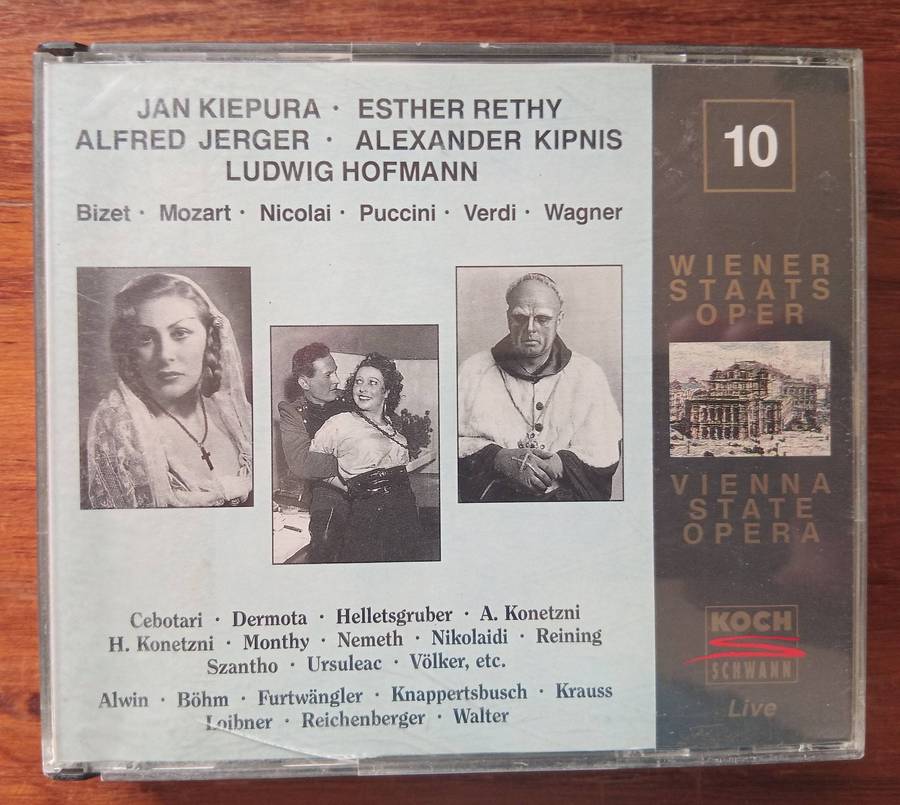 JAN KIEPURA · ESTHER RETHY
ALFRED JERGER · ALEXANDER KIPNIS
LUDWIG HOFMANN
Bizet · Mozart · Nicolai · Puccini · Verdi · Wagner
Cebotari · Dermota · Helletsgruber · A. Konetzni
H. Konetzni · Monthy · Nemeth · Nikolaidi · Reining
Szantho · Ursuleac · Völker, etc.
Alwin · Böhm · Furtwängler · Knappertsbusch · Krauss
Loibner · Reichenberger · Walter
10
WIENER
STAATS
OPER
VIENNA
STATE
OPERA
KOCH
SCHWANN
Live